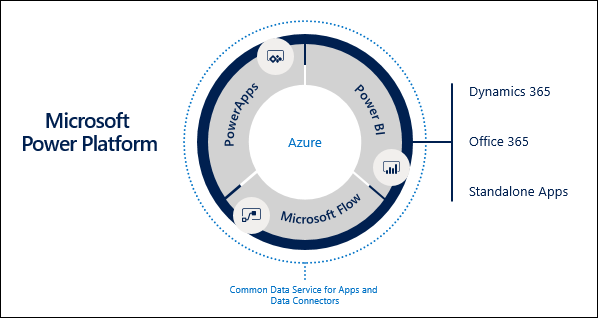 Microsoft
Power Platform
PowerApps
Power BI
Azure
Microsoft Flow
Dynamics 365
Office 365
Standalone Apps
Common Data Service for Apps and
Data Connectors